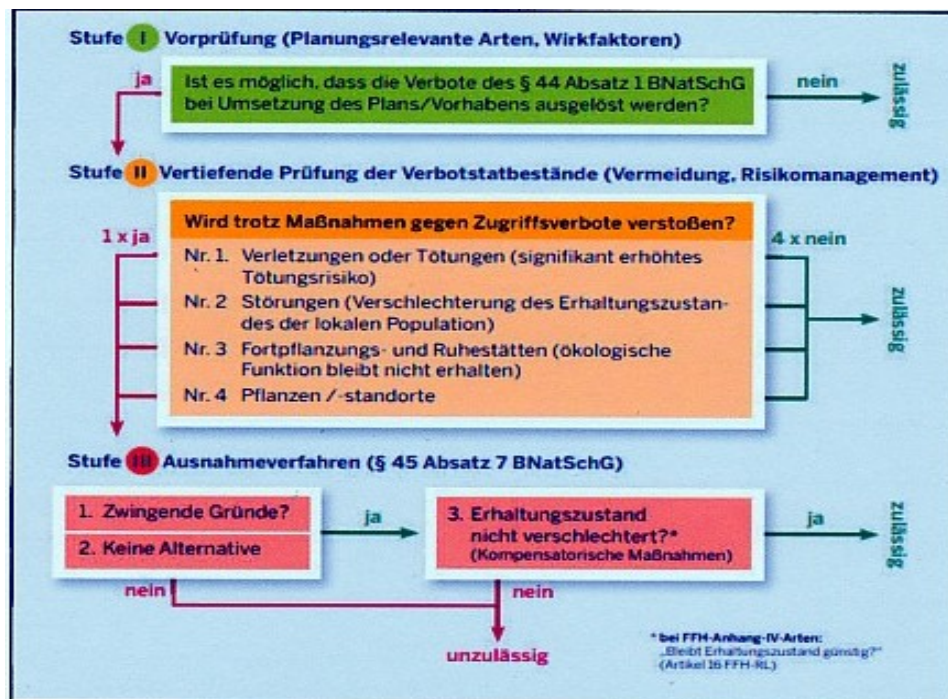 Stufe I Vorprüfung (Planungsrelevante Arten, Wirkfaktoren)
ja
Ist es möglich, dass die Verbote des § 44 Absatz 1 BNatSchG
bei Umsetzung des Plans/Vorhabens ausgelöst werden?
nein
zulässig
Stufe II Vertiefende Prüfung der Verbotstatbestände (Vermeidung, Risikomanagement)
1 x ja
Wird trotz Maßnahmen gegen Zugriffsverbote verstoßen?
4 x nein
Nr. 1. Verletzungen oder Tötungen (signifikant erhöhtes
Tötungsrisiko)
Nr. 2 Störungen (Verschlechterung des Erhaltungszustan-
des der lokalen Population)
Nr. 3 Fortpflanzungs- und Ruhestätten (ökologische
Funktion bleibt nicht erhalten)
Nr. 4 Pflanzen /-standorte
zulässig
Stufe III Ausnahmeverfahren (§ 45 Absatz 7 BNatSchG)
1. Zwingende Gründe?
2. Keine Alternative
ja
3. Erhaltungszustand
nicht verschlechtert?*
(Kompensatorische Maßnahmen)
ja
zulässig
nein
nein
unzulässig
* bei FFH-Anhang-IV-Arten:
„Bleibt Erhaltungszustand günstig?"
(Artikel 16 FFH-RL)